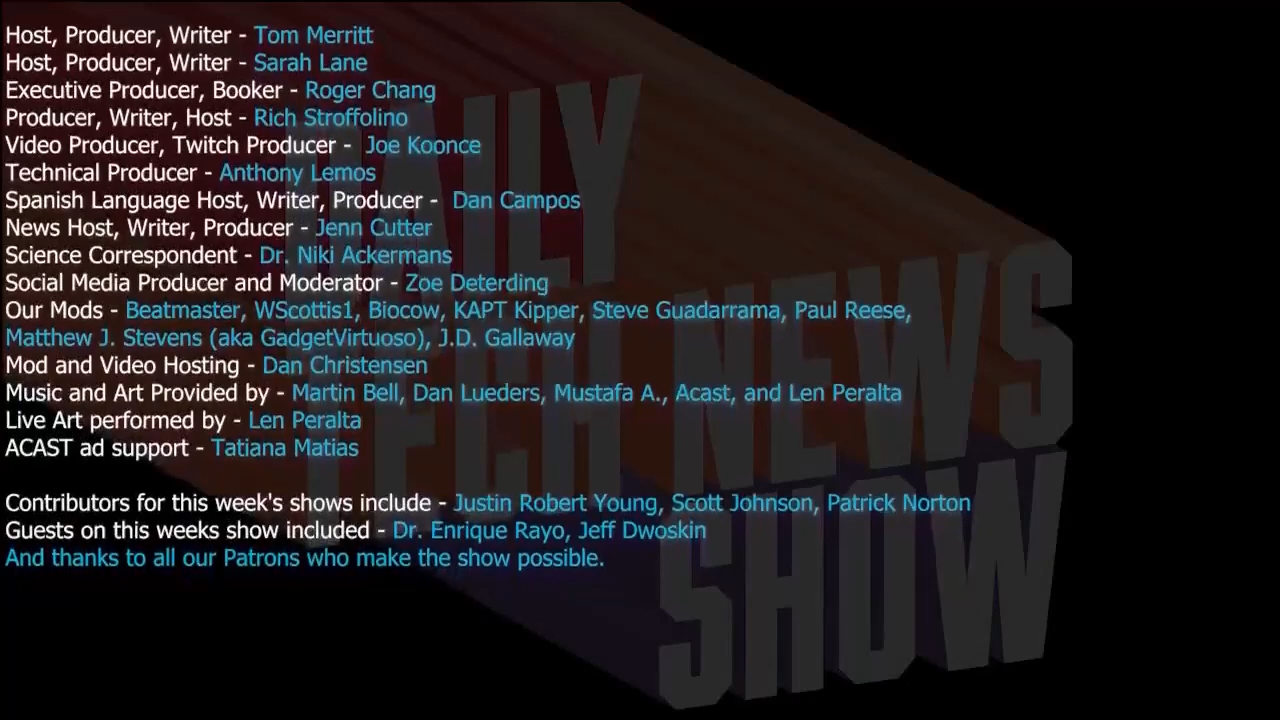 Host, Producer, Writer - Tom Merritt
Host, Producer, Writer - Sarah Lane
Executive Producer, Booker - Roger Chang
Producer, Writer, Host - Rich Stroffolino
Video Producer, Twitch Producer -  Joe Koonce
Technical Producer - Anthony Lemos
Spanish Language Host, Writer, Producer -  Dan Campos
News Host, Writer, Producer - Jenn Cutter
Science Correspondent - Dr. Niki Ackermans
Social Media Producer and Moderator - Zoe Deterding
Our Mods - Beatmaster, WScottis1, Biocow, KAPT Kipper, Steve Guadarrama, Paul Reese,
Matthew J. Stevens (aka GadgetVirtuoso), J.D. Gallaway
Mod and Video Hosting - Dan Christensen
Music and Art Provided by - Martin Bell, Dan Lueders, Mustafa A., Acast, and Len Peralta
Live Art performed by - Len Peralta
ACAST ad support - Tatiana Matias
Contributors for this week's shows include - Justin Robert Young, Scott Johnson, Patrick Norton
Guests on this weeks show included - Dr. Enrique Rayo, Jeff Dwoskin
And thanks to all our Patrons who make the show possible.
DAILY
TECH NEWS
SHOW